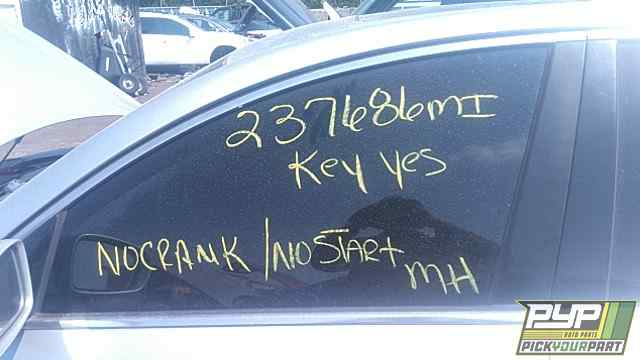 237686MI
Key yes
NOCRANK/NOSTART
MH
PYP
AUTO PARTS
PICKYOURPART